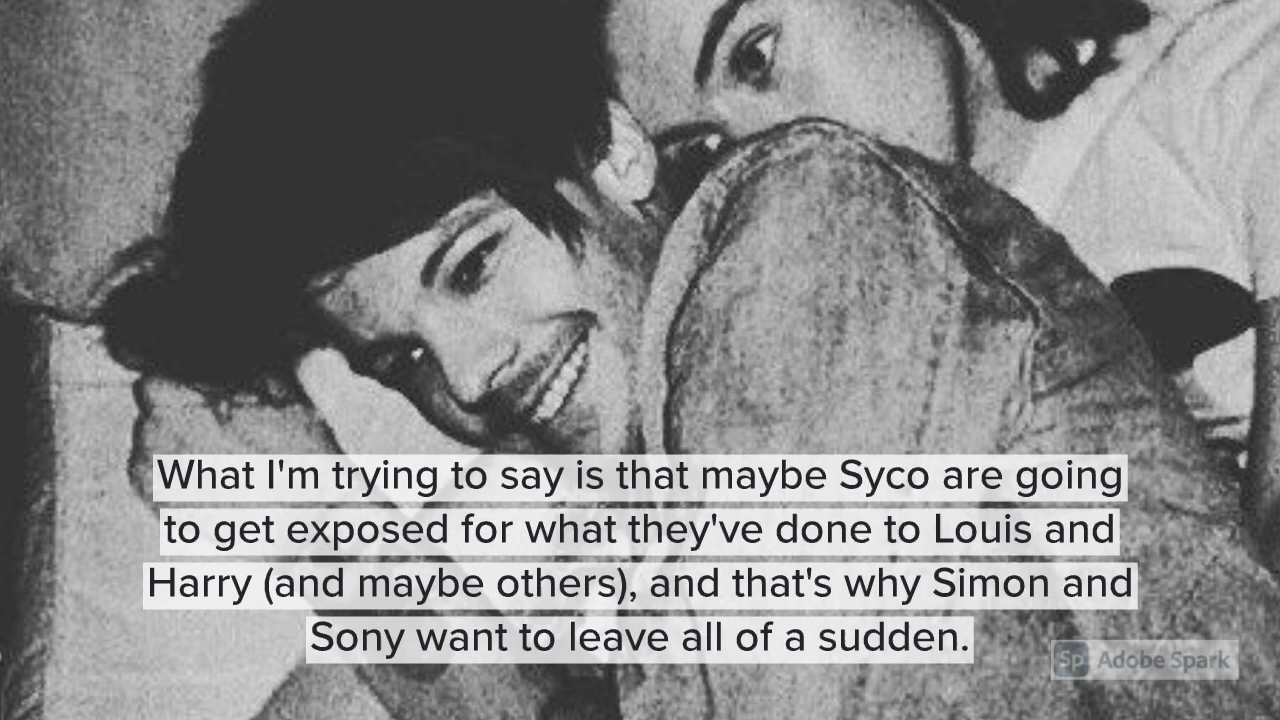 What I'm trying to say is that maybe Syco are going
to get exposed for what they've done to Louis and
Harry (and maybe others), and that's why Simon and
Sony want to leave all of a sudden.
Sp Adobe Spark